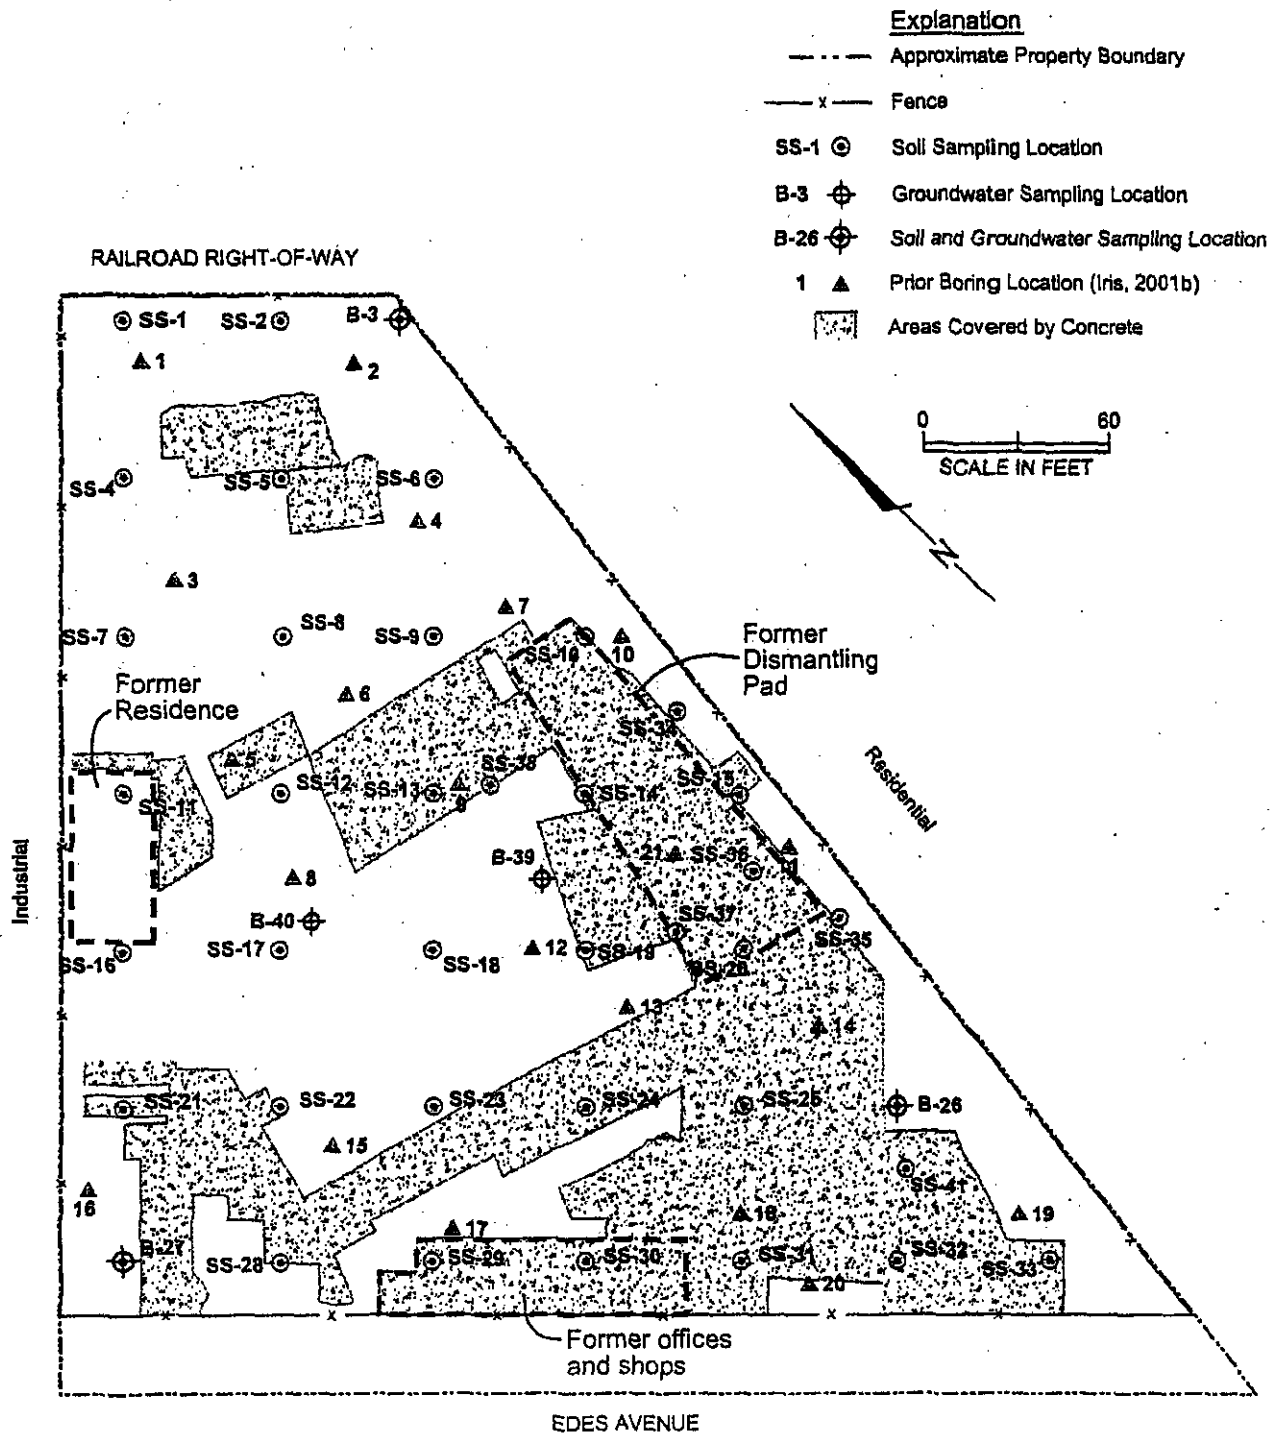 Explanation
Approximate Property Boundary
x Fence
SS-1 Soil Sampling Location
B-3 Groundwater Sampling Location
B-26 Soil and Groundwater Sampling Location
1 Prior Boring Location (Iris, 2001b)
Areas Covered by Concrete
0 60
SCALE IN FEET
N
RAILROAD RIGHT-OF-WAY
SS-1 SS-2 B-3
1 2
SS-4 SS-5 SS-6
4
3
7
SS-7 SS-8 SS-9 SS-10 10
Former
Dismantling
Pad
Former
Residence
6
5
SS-11 SS-12 SS-13 9 SS-38 SS-14
Residential
Industrial
8
B-39
21 SS-36
B-40
SS-37
SS-35
SS-16 SS-17 SS-18 12 SS-19
13 14
SS-21 SS-22 SS-23 SS-24 SS-25 B-26
15
SS-41
16 17 18 19
B-27 SS-28 SS-29 SS-30 SS-31 SS-32 SS-33
20
Former offices
and shops
EDES AVENUE